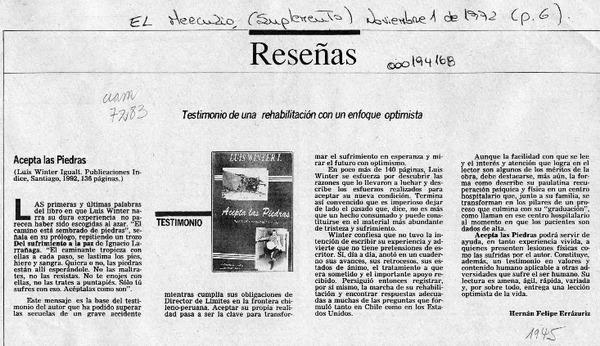 EL Mercurio, (Suplemento) Noviembre 1 de 1992 (p. 6).
Reseñas
000194168
Testimonio de una rehabilitación con un enfoque optimista
Acepta las Piedras
(Luis Winter Igualt. Publicaciones In-
dice, Santiago, 1992, 136 páginas.)
LAS primeras y últimas palabras
del libro en que Luis Winter na-
rra su dura experiencia no pa-
recen haber sido escogidas al azar. "El
camino está sembrado de piedras", se-
ñala en su prólogo, repitiendo un trozo
Del sufrimiento a la paz de Ignacio La-
rrañaga. "El caminante tropieza con
ellas a cada paso, se lastima los pies,
hiere y sangra. Quiera o no, las piedras
están allí esperándole. No las maltra-
tes, no las resistas. No te enojes con
ellas, no las trates a puntapiés. Sólo tú
sufres con eso. Acéptalas como son".
Este mensaje es la base del testi-
monio del autor que ha podido superar
las secuelas de un grave accidente
TESTIMONIO
LUIS WINTER I.
Acepta las Piedras
mientras cumplía sus obligaciones de
Director de Límites en la frontera chi-
leno-peruana. Aceptar su propia reali-
dad pasa a ser la clave para transfor-
mar el sufrimiento en esperanza y mi-
rar el futuro con optimismo.
En poco más de 140 páginas, Luis
Winter se esfuerza por descubrir las
razones que lo llevaron a luchar y des-
cribe los esfuerzos realizados para
aceptar su nueva condición. Termina
así convencido que es imperioso dejar
de lado el pasado que, dice, no es más
que un hecho consumado y puede cons-
tituirse en el material más abundante
de tristeza y sufrimiento.
Winter confiesa que no tuvo la in-
tención de escribir su experiencia y ad-
vierte que no tiene pretensiones de es-
critor. Sí, día a día, anotó en un cuader-
no sus avances, sus retrocesos, sus es-
tados de ánimo, el tratamiento a que
era sometido y el importante apoyo re-
cibido. Persiguió entonces registrar,
por sí mismo, la marcha de su rehabili-
tación y encontrar respuestas adecua-
das a muchas de las preguntas que for-
muló tanto en Chile como en los Esta-
dos Unidos.
Aunque la facilidad con que se lee
y el interés y atención que logra en el
lector son algunos de los méritos de la
obra, debe destacarse, más aún, la for-
ma como describe su paulatina recu-
peración psíquica y física en un centro
hospitalario que, junto a su familia, se
transforman en los pilares de un pro-
ceso que culmina con su "graduación",
como llaman en ese centro hospitalario
al momento en que los pacientes son
dados de alta.
Acepta las Piedras podrá servir de
ayuda, en tanto experiencia vivida, a
quienes presenten lesiones físicas co-
mo las sufridas por el autor. Constituye,
además, un testimonio de valores y
contenido humano aplicable a otras ad-
versidades que sufre el ser humano. Su
lectura es amena, ágil, rápida, variada
y, por sobre todo, entrega una lección
optimista de la vida.
Hernán Felipe Errázuriz
1945